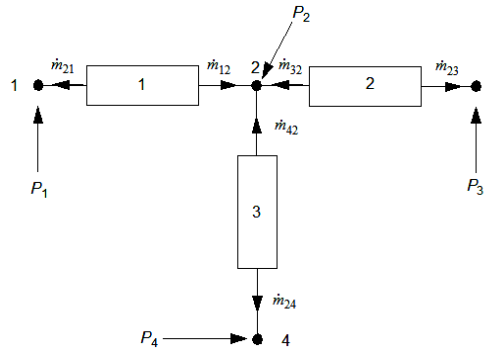 P₂
1 ṁ₂₁ 1 ṁ₁₂ 2 ṁ₃₂ 2 ṁ₂₃
ṁ₄₂
P₁
P₃
3
ṁ₂₄
P₄ 4